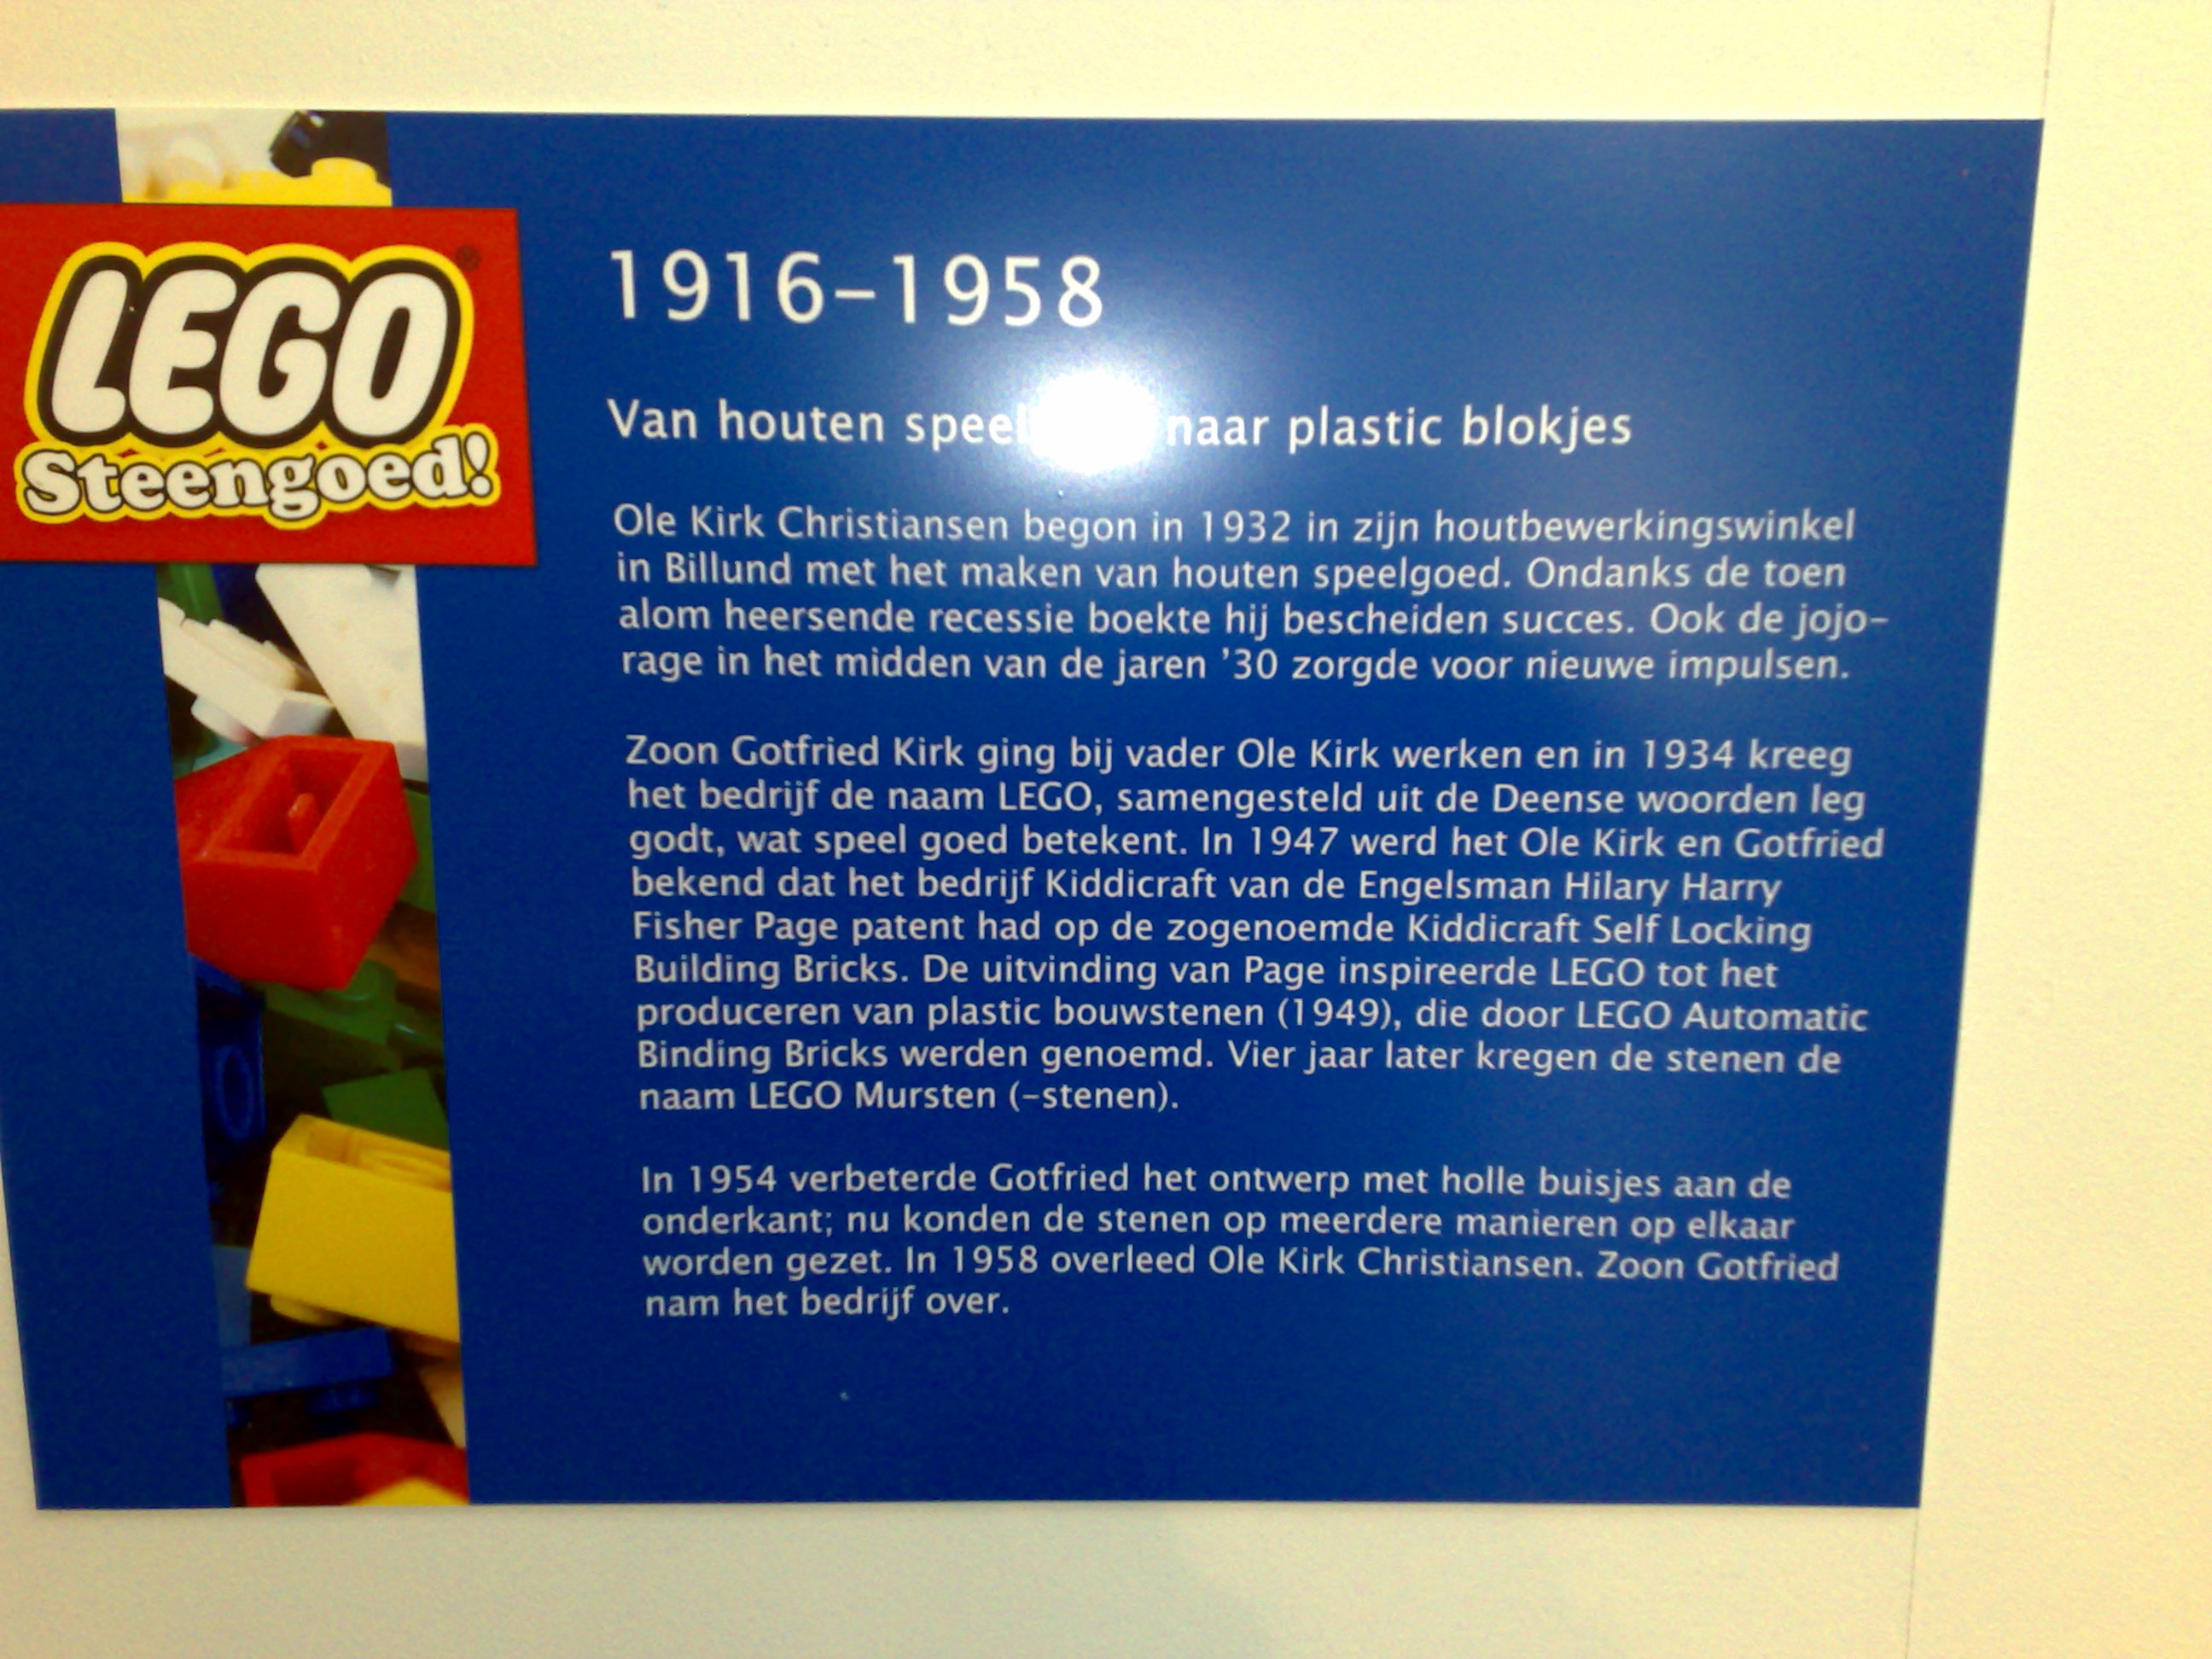 LEGO®
Steengoed!
1916–1958
Van houten naar plastic blokjes
Ole Kirk Christiansen begon in 1932 in zijn houtbewerkingswinkel
in Billund met het maken van houten speelgoed. Ondanks de toen
alom heersende recessie boekte hij bescheiden succes. Ook de jojo-
rage in het midden van de jaren ’30 zorgde voor nieuwe impulsen.
Zoon Gotfried Kirk ging bij vader Ole Kirk werken en in 1934 kreeg
het bedrijf de naam LEGO, samengesteld uit de Deense woorden leg
godt, wat speel goed betekent. In 1947 werd het Ole Kirk en Gotfried
bekend dat het bedrijf Kiddicraft van de Engelsman Hilary Harry
Fisher Page patent had op de zogenoemde Kiddicraft Self Locking
Building Bricks. De uitvinding van Page inspireerde LEGO tot het
produceren van plastic bouwstenen (1949), die door LEGO Automatic
Binding Bricks werden genoemd. Vier jaar later kregen de stenen de
naam LEGO Mursten (-stenen).
In 1954 verbeterde Gotfried het ontwerp met holle buisjes aan de
onderkant; nu konden de stenen op meerdere manieren op elkaar
worden gezet. In 1958 overleed Ole Kirk Christiansen. Zoon Gotfried
nam het bedrijf over.